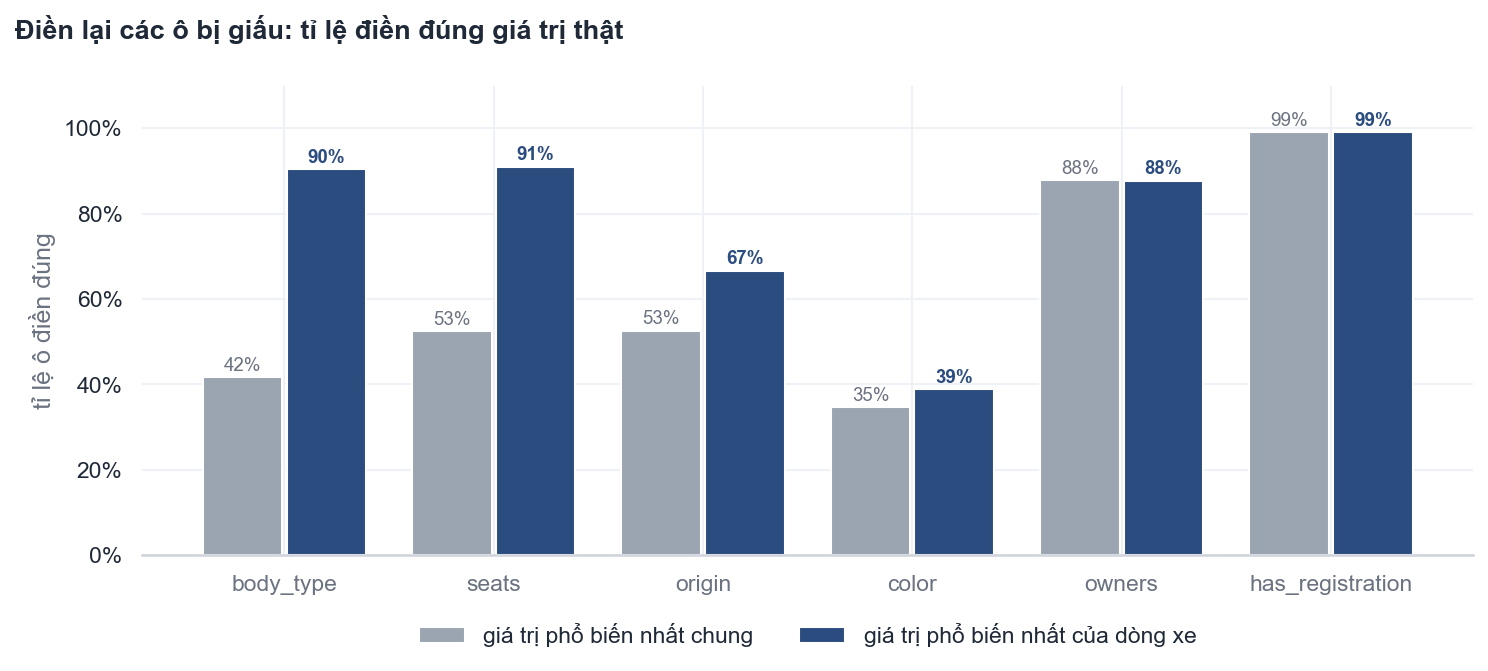 Điền lại các ô bị giấu: tỉ lệ điền đúng giá trị thật
tỉ lệ ô điền đúng
100%
80%
60%
40%
20%
0%
42%
90%
53%
91%
53%
67%
35%
39%
88%
88%
99%
99%
body_type
seats
origin
color
owners
has_registration
giá trị phổ biến nhất chung
giá trị phổ biến nhất của dòng xe